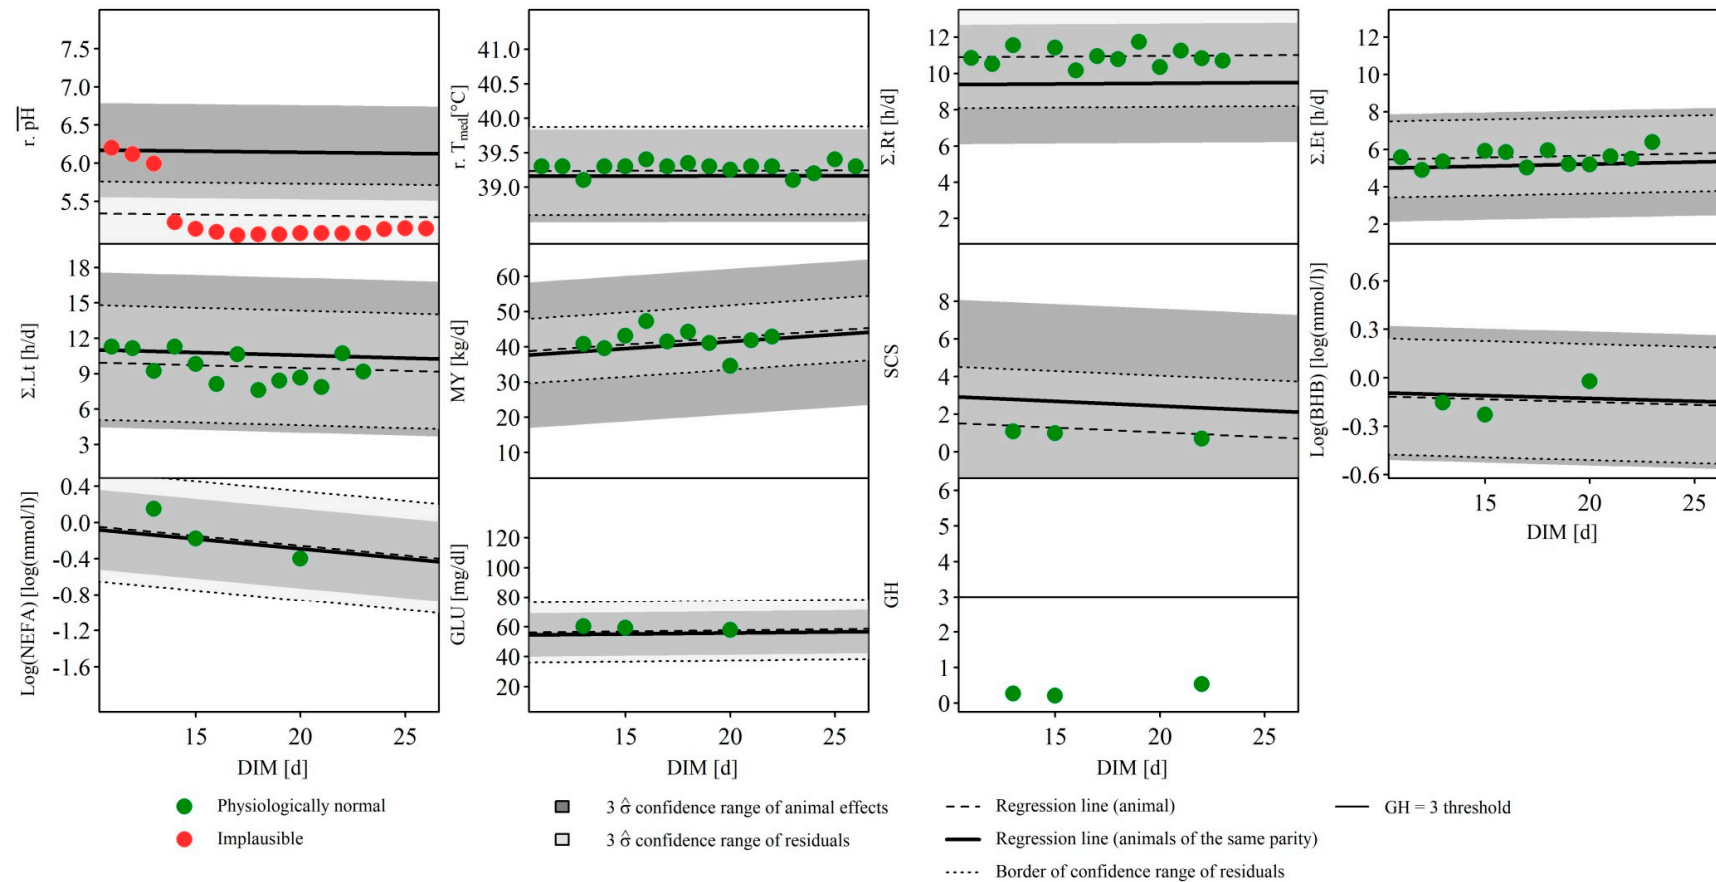 r. pH
7.5
7.0
6.5
6.0
5.5
r. Tmed[°C]
41.0
40.0
39.0
39.5
39.0
Σ.Rt [h/d]
12
10
8
6
4
2
Σ.Et [h/d]
12
10
8
6
4
2
Σ.Lt [h/d]
18
15
12
9
6
3
MY [kg/d]
60
50
40
30
20
10
SCS
8
6
4
2
0
Log(BHB) [log(mmol/l)]
0.6
0.3
0.0
-0.3
-0.6
15 20 25
DIM [d]
Log(NEFA) [log(mmol/l)]
0.4
0.0
-0.4
-0.8
-1.2
-1.6
GLU [mg/dl]
120
100
80
60
40
20
GH
6
5
4
3
2
1
0
15 20 25
15 20 25
15 20 25
DIM [d]
DIM [d]
DIM [d]
Physiologically normal
Implausible
3 σ̂ confidence range of animal effects
3 σ̂ confidence range of residuals
Regression line (animal)
Regression line (animals of the same parity)
Border of confidence range of residuals
GH = 3 threshold